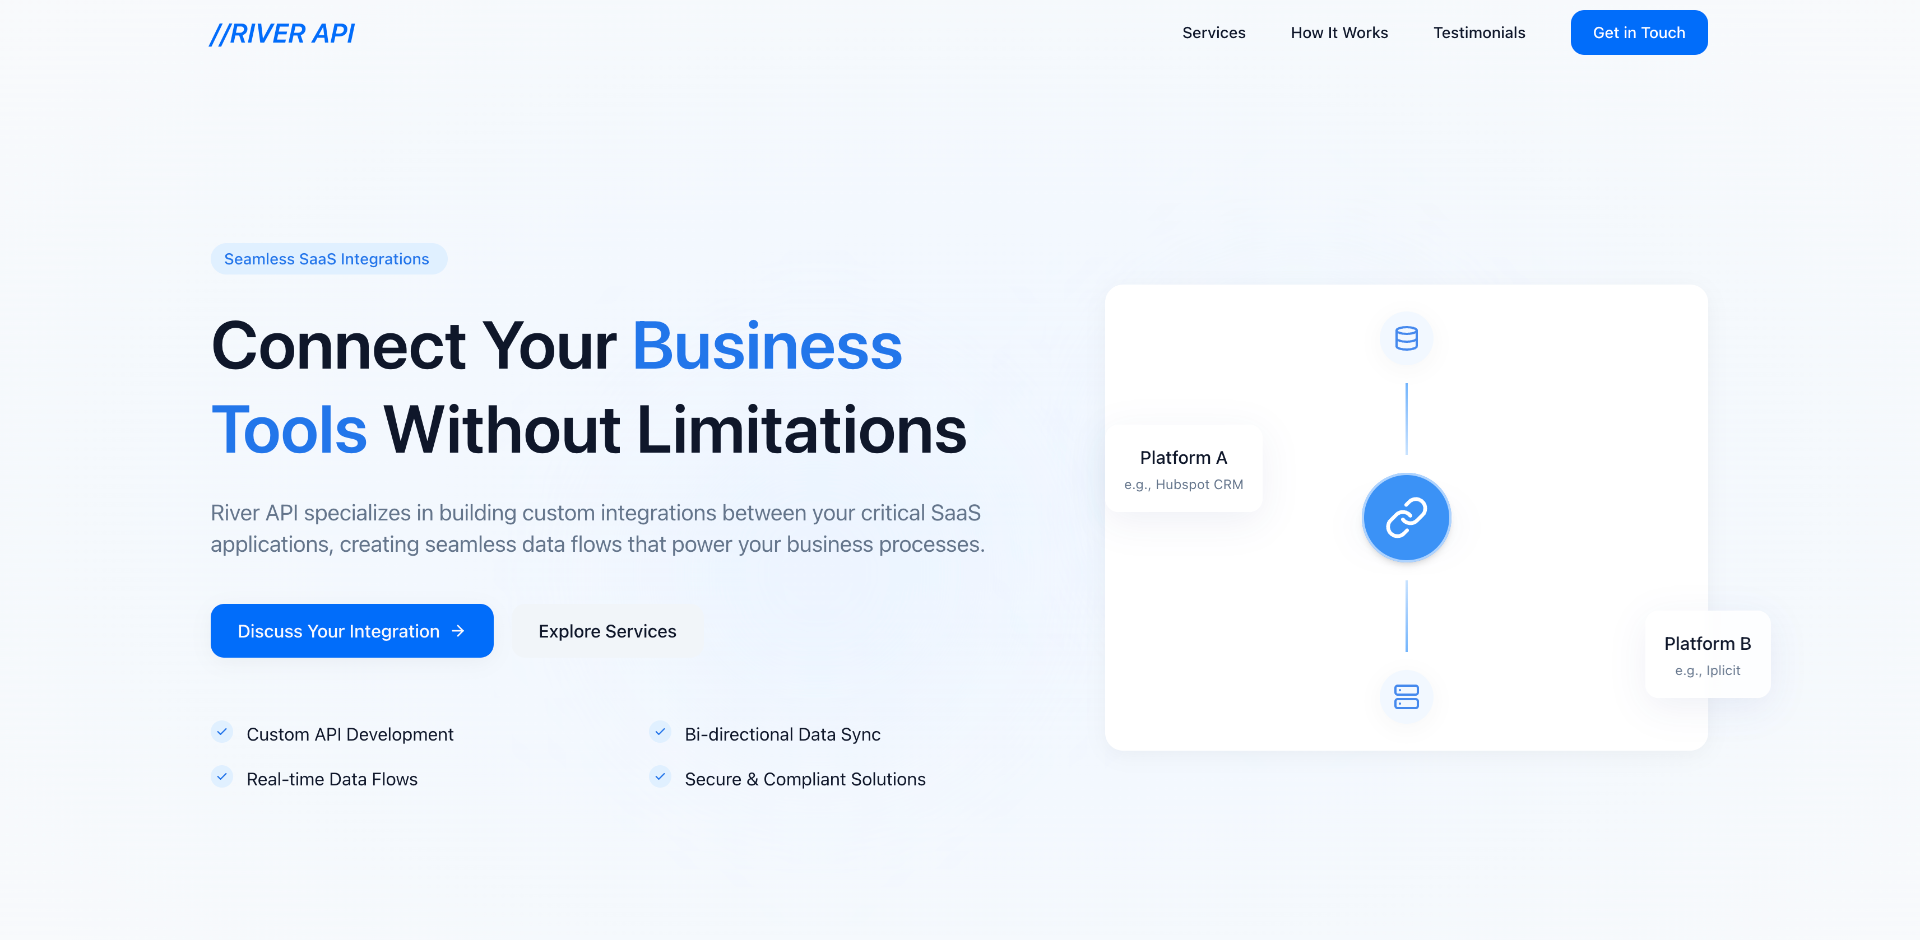 //RIVER API
Services
How It Works
Testimonials
Get in Touch
Seamless SaaS Integrations
Connect Your Business
Tools Without Limitations
River API specializes in building custom integrations between your critical SaaS
applications, creating seamless data flows that power your business processes.
Discuss Your Integration →
Explore Services
Custom API Development
Bi-directional Data Sync
Real-time Data Flows
Secure & Compliant Solutions
Platform A
e.g., Hubspot CRM
Platform B
e.g., Iplicit